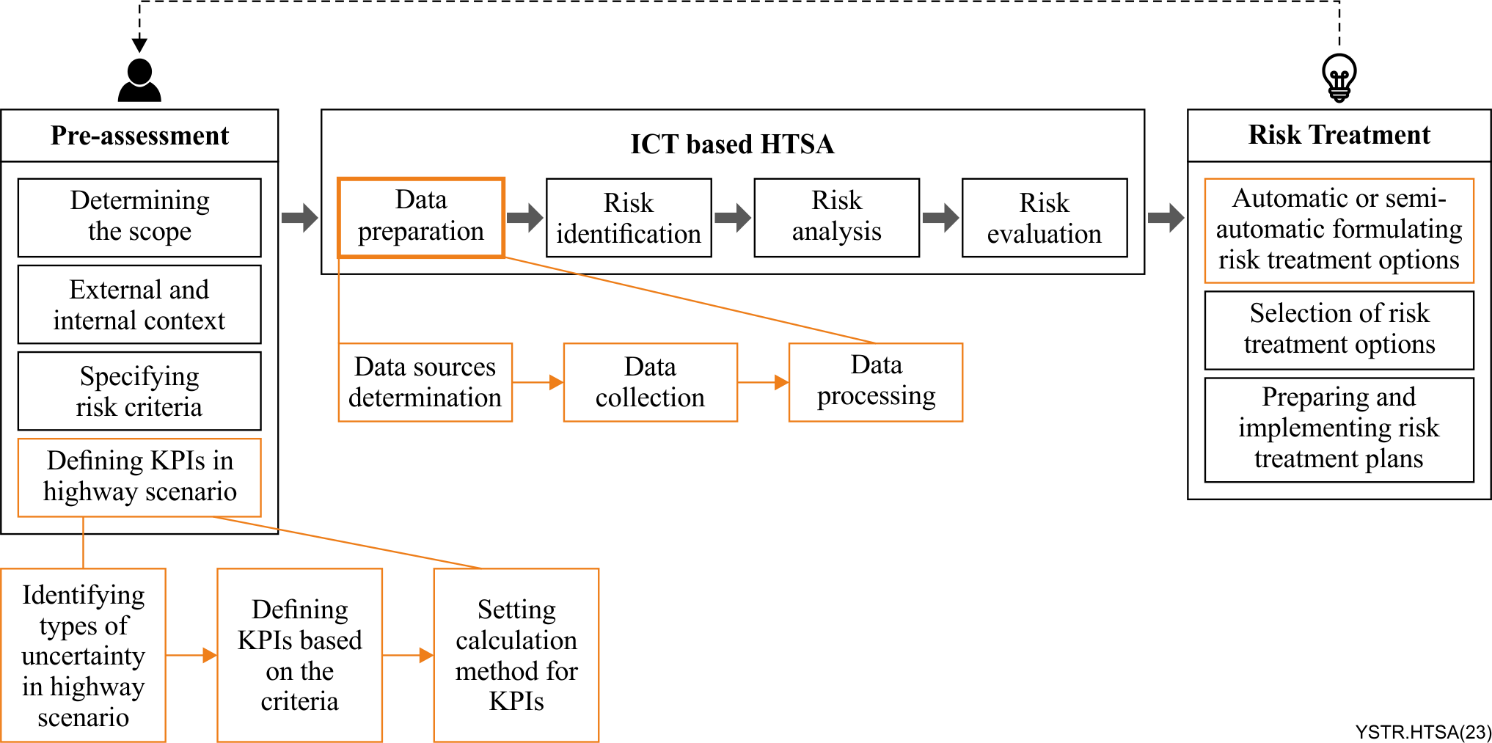 Pre-assessment
Determining
the scope
External and
internal context
Specifying
risk criteria
Defining KPIs in
highway scenario
Identifying
types of
uncertainty
in highway
scenario
Defining
KPIs based
on the
criteria
Setting
calculation
method for
KPIs
ICT based HTSA
Data
preparation
Risk
identification
Risk
analysis
Risk
evaluation
Data sources
determination
Data
collection
Data
processing
Risk Treatment
Automatic or semi-
automatic formulating
risk treatment options
Selection of risk
treatment options
Preparing and
implementing risk
treatment plans
YSTR.HTSA(23)